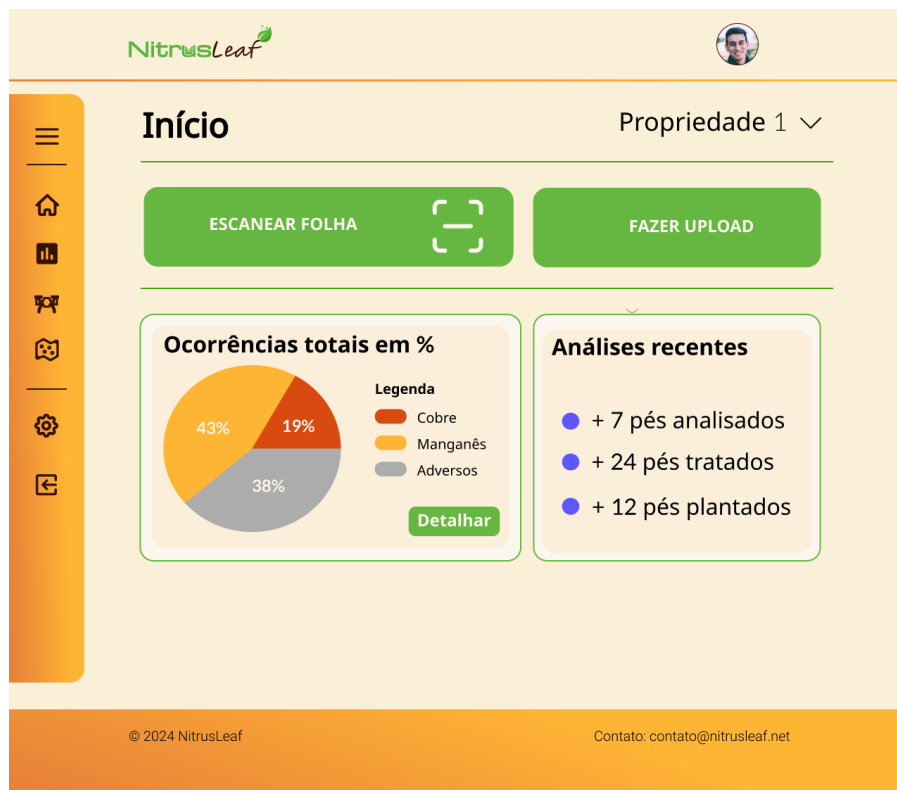 NitrusLeaf
Início
Propriedade 1
ESCANEAR FOLHA
FAZER UPLOAD
Ocorrências totais em %
43%
19%
38%
Legenda
Cobre
Manganês
Adversos
Detalhar
Análises recentes
+ 7 pés analisados
+ 24 pés tratados
+ 12 pés plantados
© 2024 NitrusLeaf
Contato: contato@nitrusleaf.net